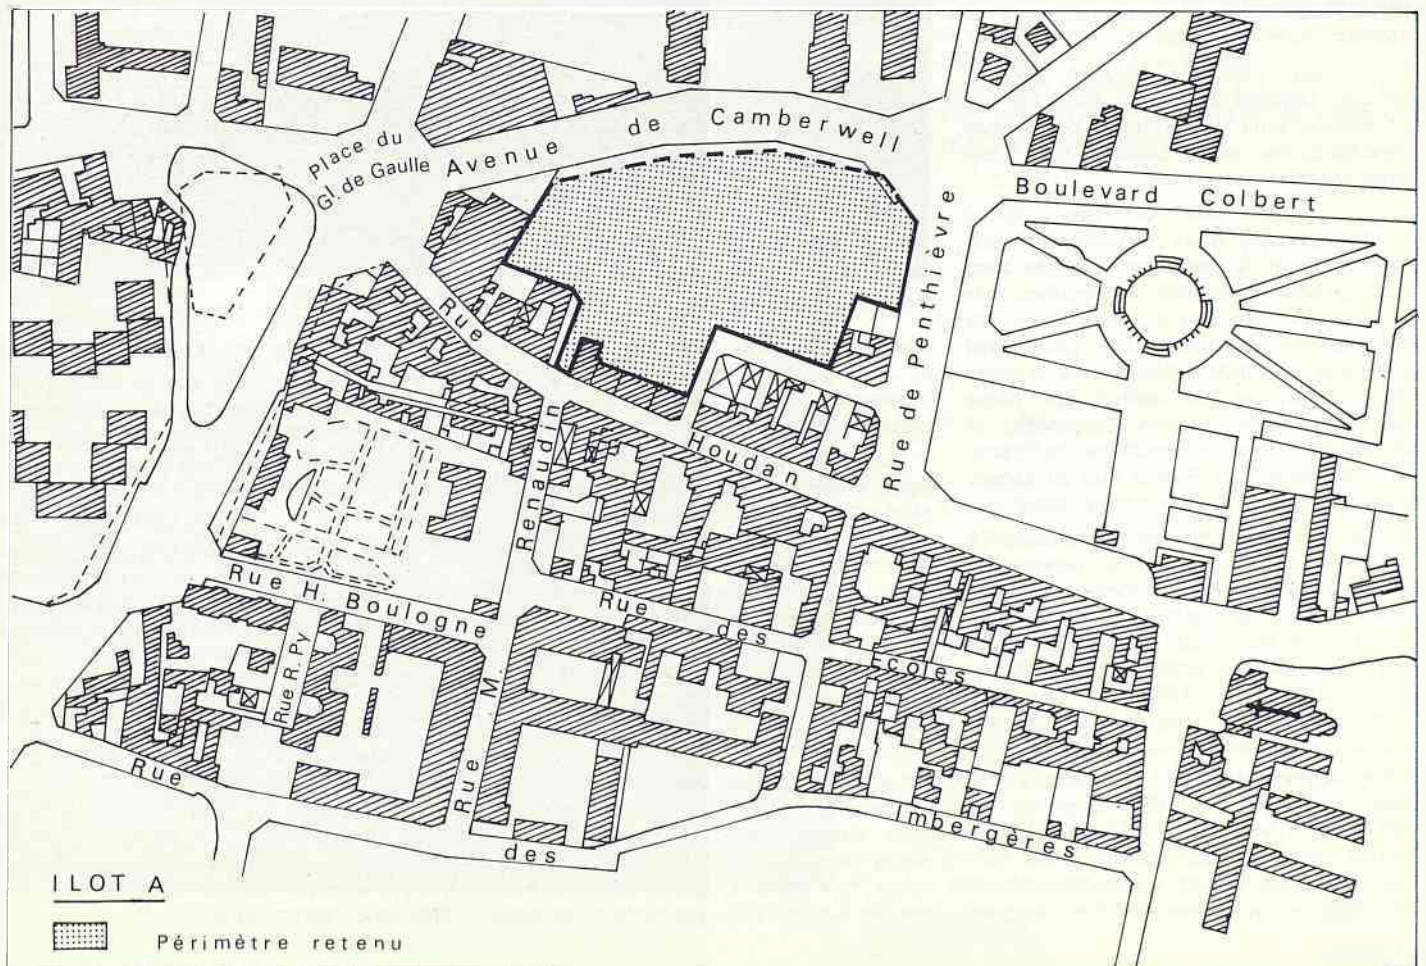 Place du
Gl. de Gaulle
Avenue de Camberwell
Boulevard Colbert
Rue de Penthièvre
Rue Houdan
Rue M. Renaudin
Rue H. Boulogne
Rue R. Py
Rue des Ecoles
Rue des Imbergères
ILOT A
Périmètre retenu